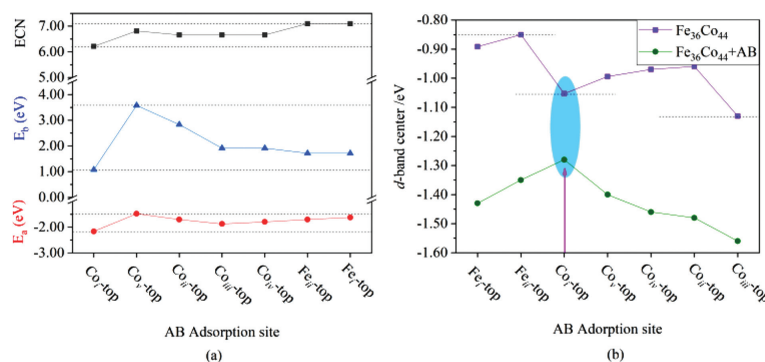 ECN
7.00
6.00
5.00
E_b (eV)
4.00
3.00
2.00
1.00
0.00
E_a (eV)
-2.00
-3.00
Co_i-top
Co_v-top
Co_ii-top
Co_iii-top
Co_iv-top
Fe_ii-top
Fe_i-top
AB Adsorption site
(a)
d-band center /eV
-0.80
-0.90
-1.00
-1.10
-1.20
-1.30
-1.40
-1.50
-1.60
Fe₃₆Co₄₄
Fe₃₆Co₄₄+AB
Fe_i-top
Fe_ii-top
Co_i-top
Co_v-top
Co_iv-top
Co_ii-top
Co_iii-top
AB Adorption site
(b)